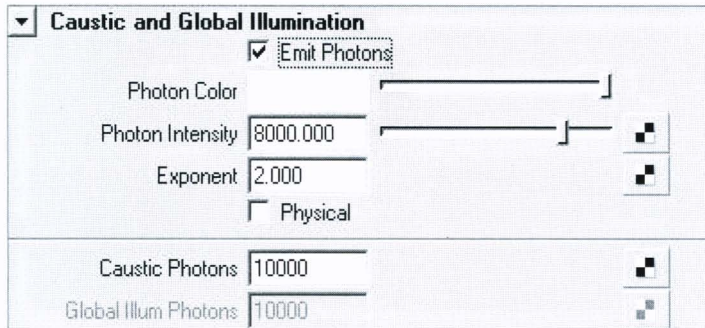 Caustic and Global Illumination
Emit Photons
Photon Color
Photon Intensity 8000.000
Exponent 2.000
Physical
Caustic Photons 10000
Global Illum Photons 10000